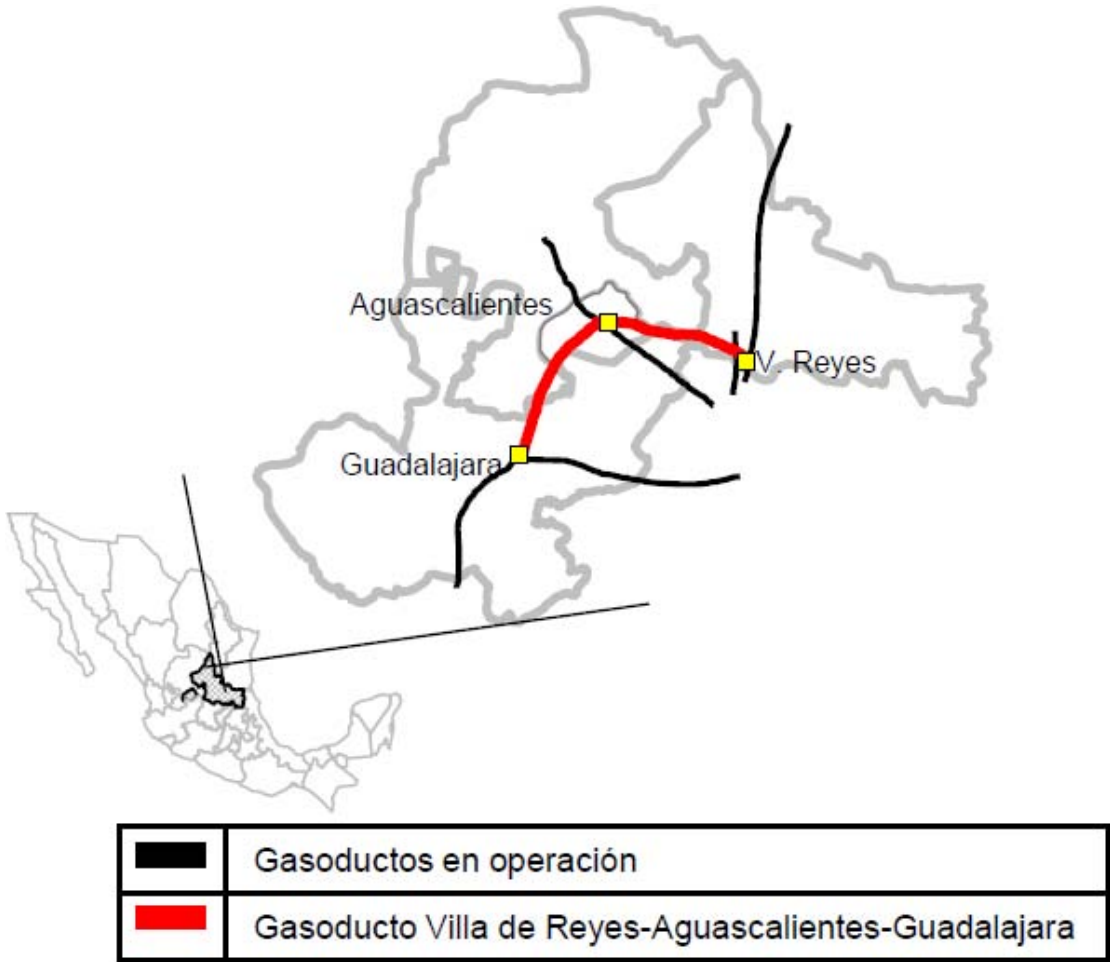 Aguascalientes
V. Reyes
Guadalajara
Gasoductos en operación
Gasoducto Villa de Reyes-Aguascalientes-Guadalajara